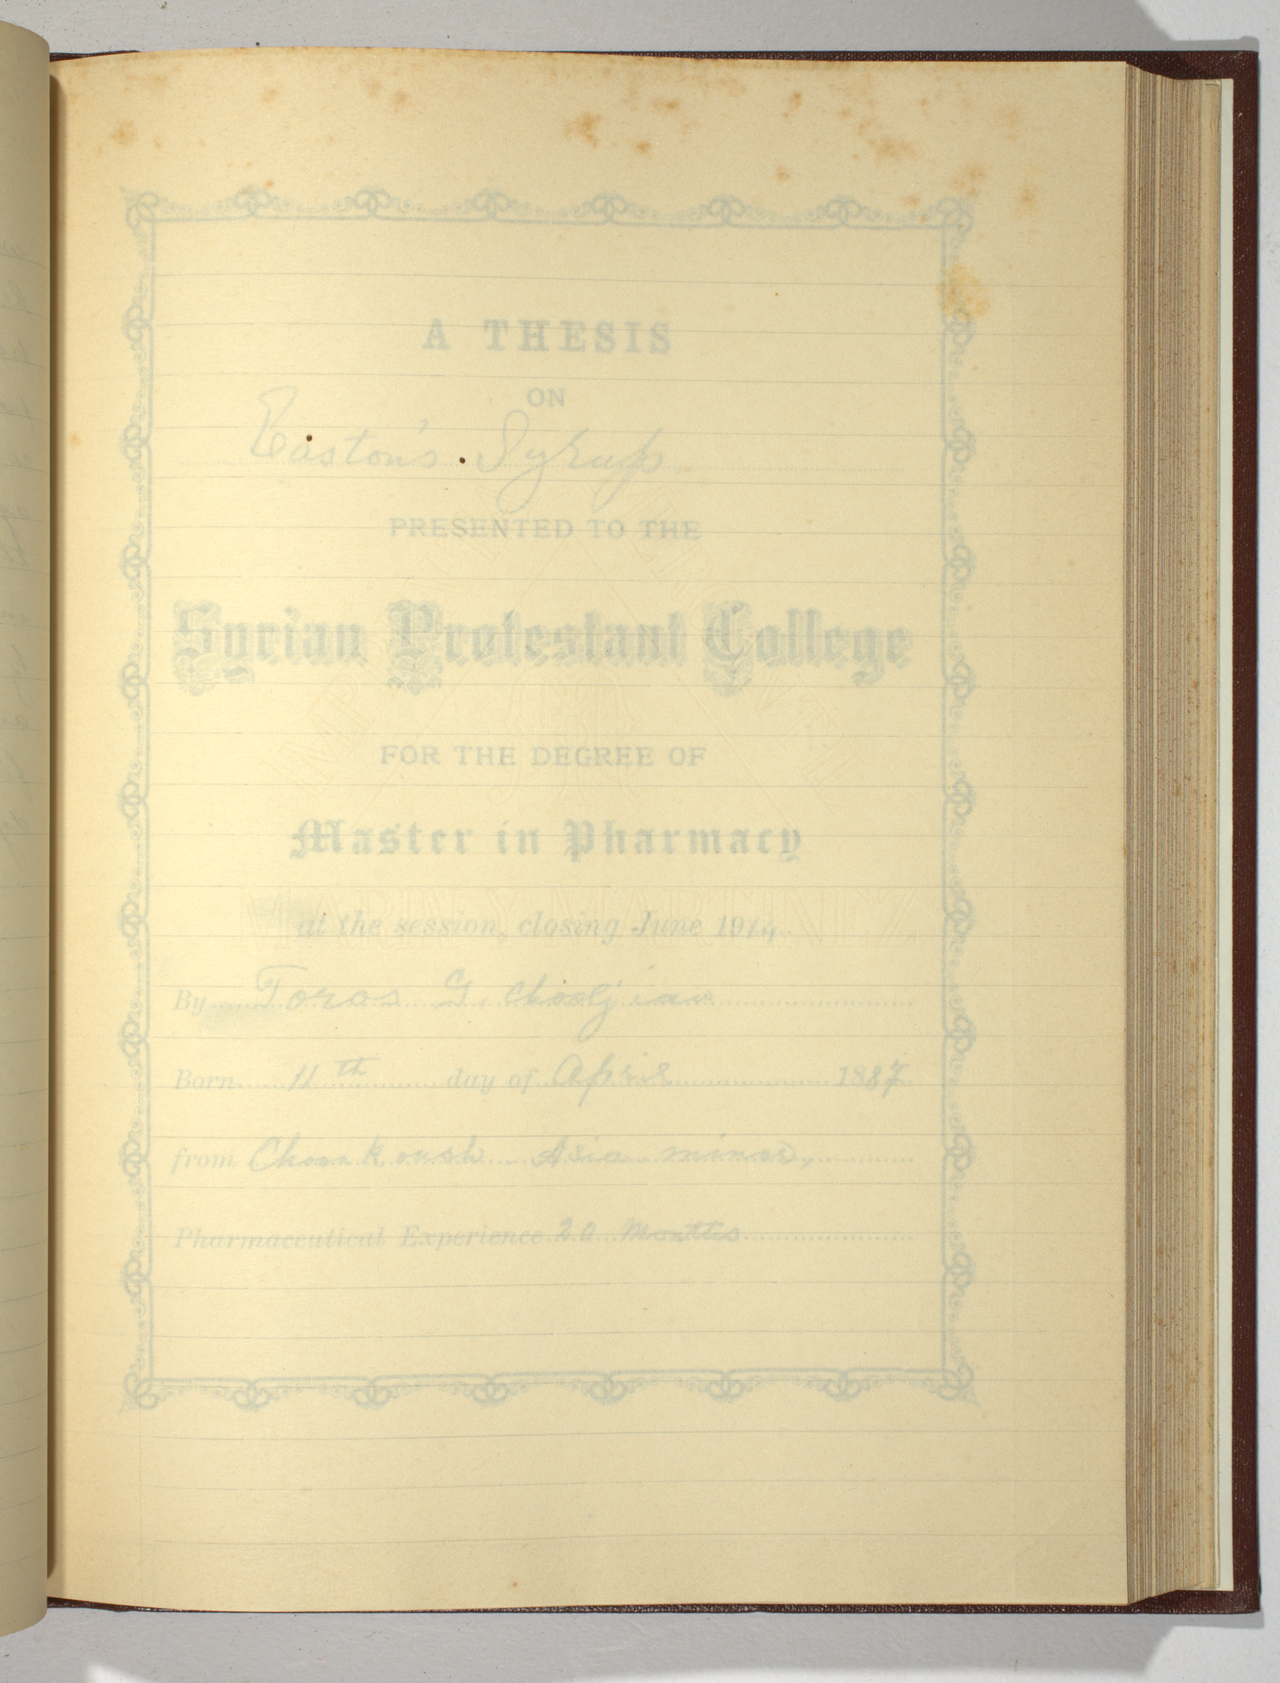 A THESIS
ON
Easton's Syrup
PRESENTED TO THE
Syrian Protestant College
FOR THE DEGREE OF
Master in Pharmacy
at the session, closing June 1914
By Toros G. Chooljian
Born 11th day of April 1887
from Chounkoush Asia minor,
Pharmaceutical Experience 20 Months